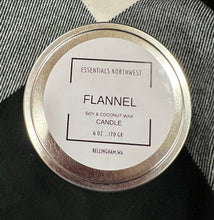 ESSENTIALS NORTHWEST
FLANNEL
SOY & COCONUT WAX
CANDLE
6 OZ. 170 GR
BELLINGHAM, WA